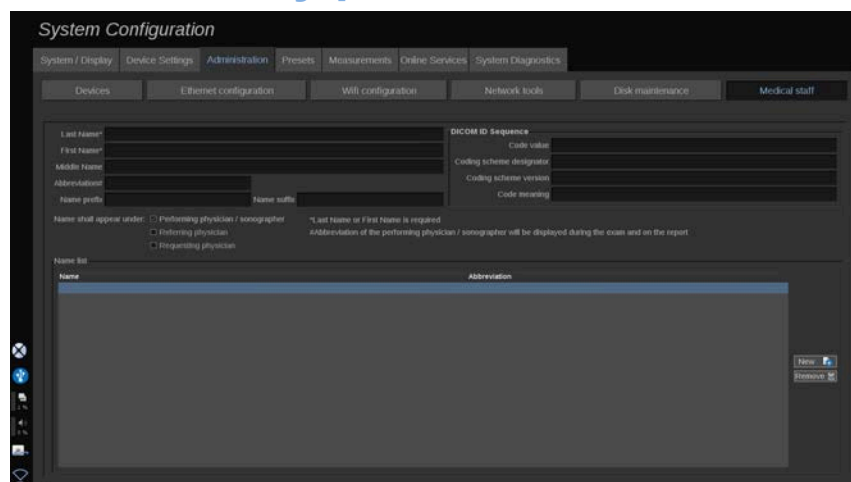 System Configuration
System / Display Device Settings Administration Presets Measurements Online Services System Diagnostics
Devices Ethernet configuration Wifi configuration Network tools Disk maintenance Medical staff
Last Name*
First Name*
Middle Name
Abbreviation#
Name prefix Name suffix
DICOM ID Sequence
Code value
Coding scheme designator
Coding scheme version
Code meaning
Name shall appear under: Performing physician / sonographer
Referring physician
Requesting physician
*Last Name or First Name is required
#Abbreviation of the performing physician / sonographer will be displayed during the exam and on the report
Name list
Name Abbreviation
New
Remove